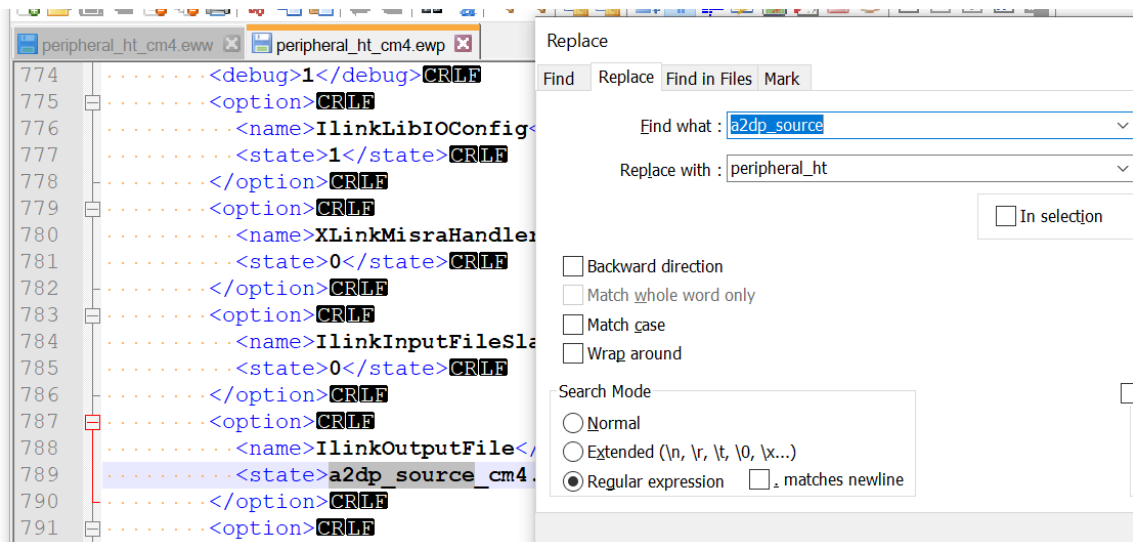 peripheral_ht_cm4.eww
peripheral_ht_cm4.ewp
774 <debug>1</debug>CRLF
775 <option>CRLF
776 <name>IlinkLibIOConfig<
777 <state>1</state>CRLF
778 </option>CRLF
779 <option>CRLF
780 <name>XLinkMisraHandler
781 <state>0</state>CRLF
782 </option>CRLF
783 <option>CRLF
784 <name>IlinkInputFileSla
785 <state>0</state>CRLF
786 </option>CRLF
787 <option>CRLF
788 <name>IlinkOutputFile</
789 <state>a2dp_source_cm4.
790 </option>CRLF
791 <option>CRLF
Replace
Find Replace Find in Files Mark
Find what : a2dp_source
Replace with : peripheral_ht
In selection
Backward direction
Match whole word only
Match case
Wrap around
Search Mode
Normal
Extended (\n, \r, \t, \0, \x...)
Regular expression . matches newline